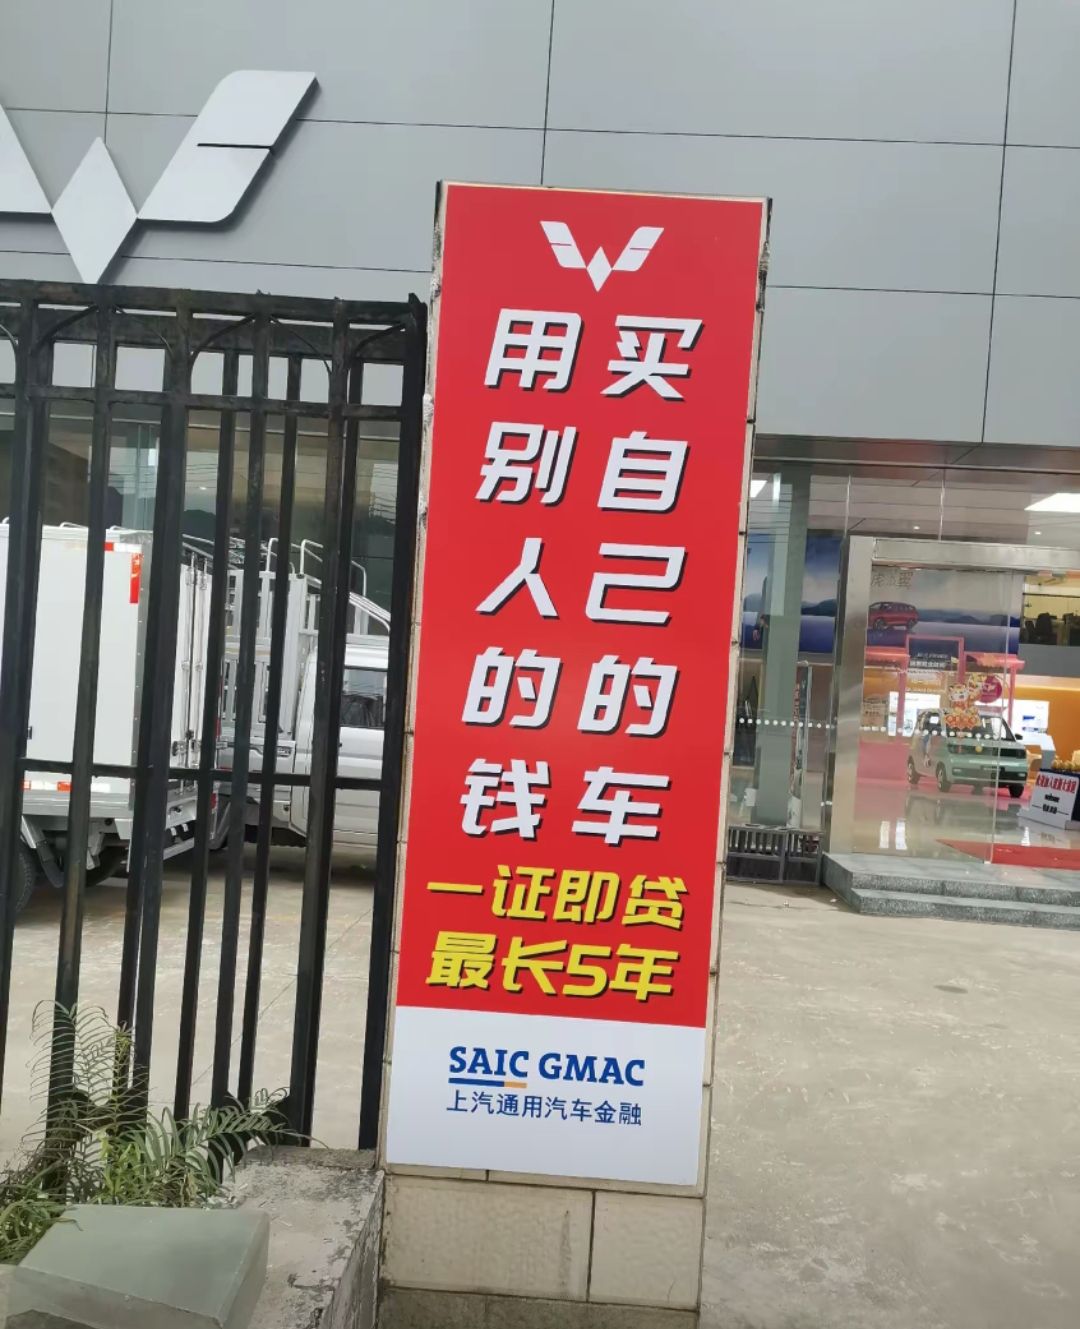 用别人的钱
买自己的车
一证即贷
最长5年
SAIC GMAC
上汽通用汽车金融